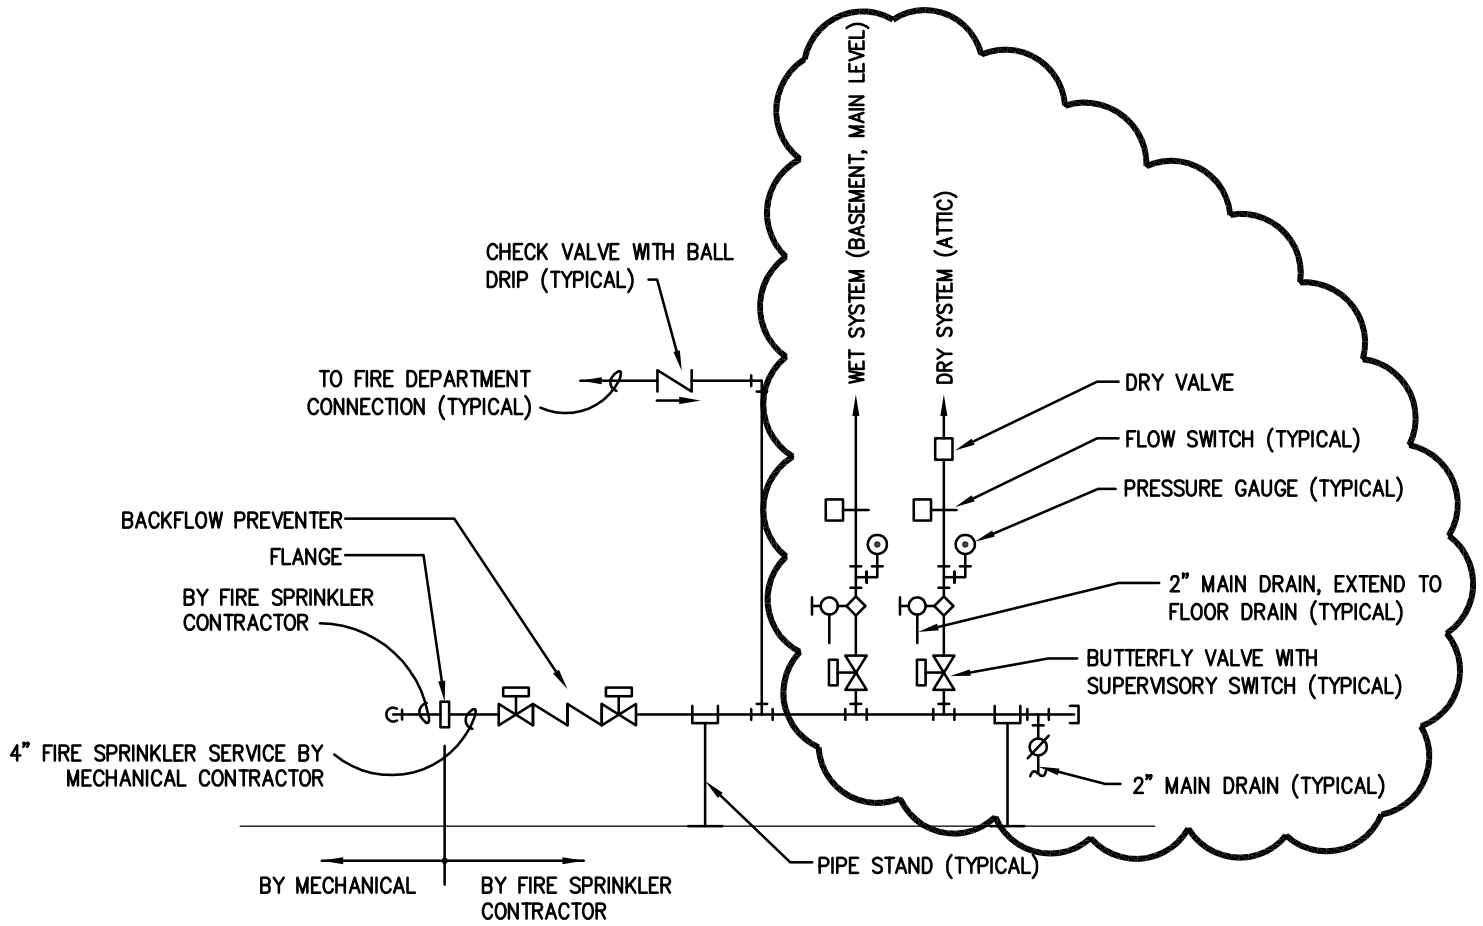 WET SYSTEM (BASEMENT, MAIN LEVEL)
DRY SYSTEM (ATTIC)
CHECK VALVE WITH BALL
DRIP (TYPICAL)
TO FIRE DEPARTMENT
CONNECTION (TYPICAL)
DRY VALVE
FLOW SWITCH (TYPICAL)
PRESSURE GAUGE (TYPICAL)
BACKFLOW PREVENTER
FLANGE
BY FIRE SPRINKLER
CONTRACTOR
2" MAIN DRAIN, EXTEND TO
FLOOR DRAIN (TYPICAL)
BUTTERFLY VALVE WITH
SUPERVISORY SWITCH (TYPICAL)
4" FIRE SPRINKLER SERVICE BY
MECHANICAL CONTRACTOR
2" MAIN DRAIN (TYPICAL)
PIPE STAND (TYPICAL)
BY MECHANICAL
BY FIRE SPRINKLER
CONTRACTOR